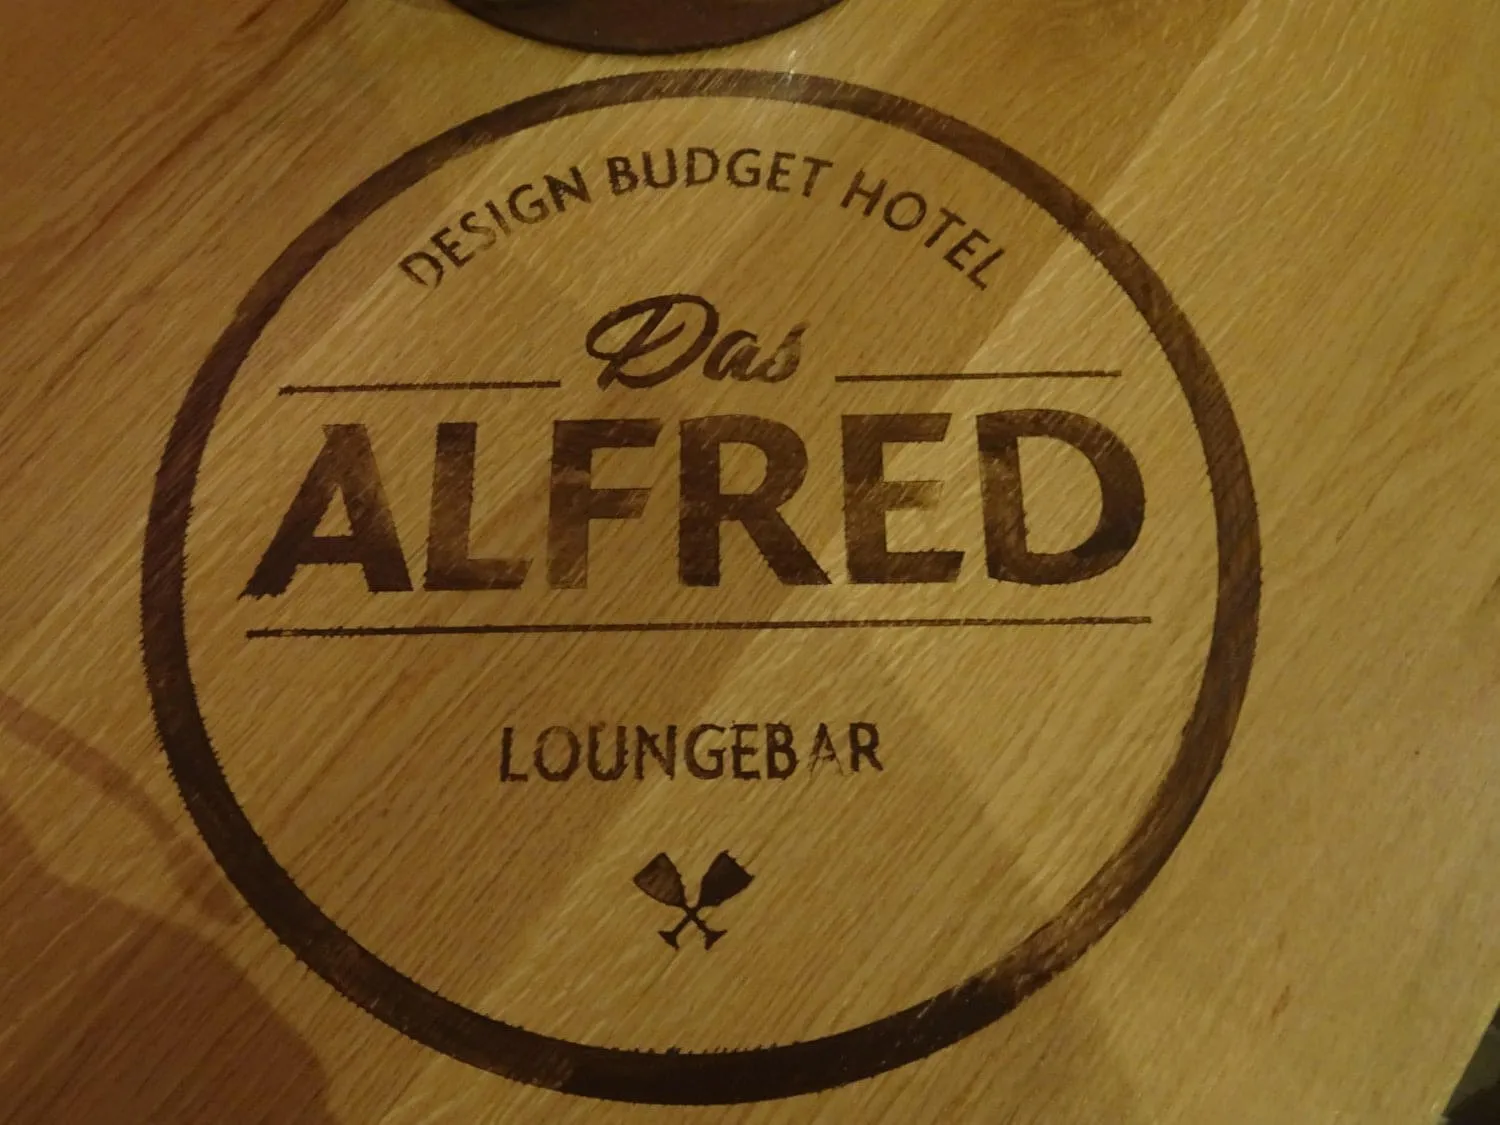 DESIGN BUDGET HOTEL
Das
ALFRED
LOUNGEBAR